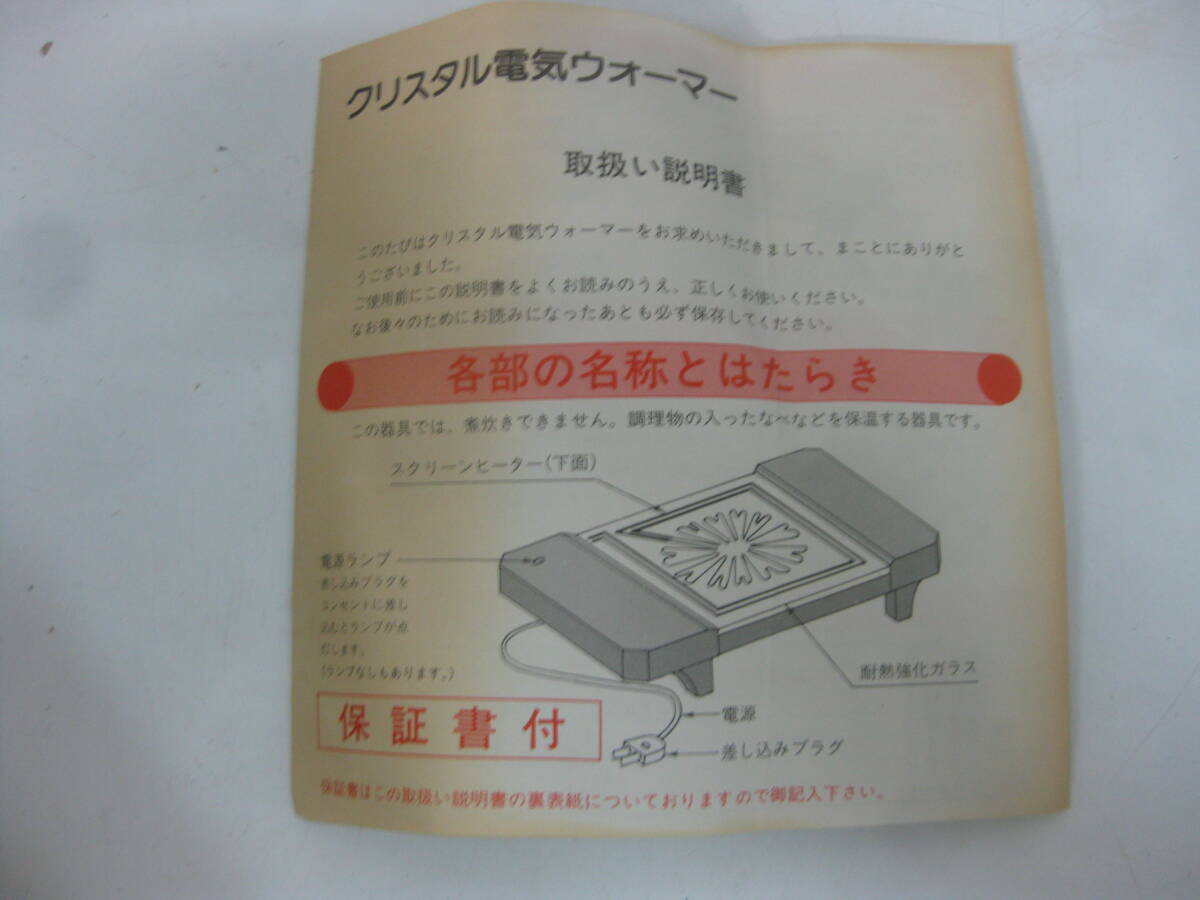 クリスタル電気ウォーマー
取扱い説明書
このたびはクリスタル電気ウォーマーをお求めいただきまして、まことにありがと
うございました。
ご使用前にこの説明書をよくお読みのうえ、正しくお使いください。
なお後々のためにお読みになったあとも必ず保存してください。
各部の名称とはたらき
この器具では、煮炊きできません。調理物の入ったなべなどを保温する器具です。
スクリーンヒーター(下面)
電源ランプ
差し込みプラグを
コンセントに差し
込むとランプが点
灯します。
(ランプなしもあります。)
耐熱強化ガラス
電源
差し込みプラグ
保証書付
保証書はこの取扱い説明書の裏表紙についておりますので御記入下さい。